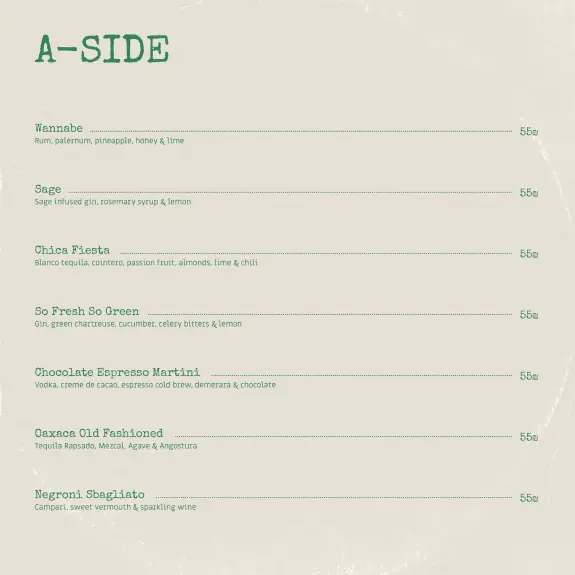 A-SIDE
Wannabe 55₪
Rum, palernum, pineapple, honey & lime
Sage 55₪
Sage infused gin, rosemary syrup & lemon
Chica Fiesta 55₪
Blanco tequila, cointero, passion fruit, almonds, lime & chili
So Fresh So Green 55₪
Gin, green chartreuse, cucumber, celery bitters & lemon
Chocolate Espresso Martini 55₪
Vodka, creme de cacao, espresso cold brew, demerara & chocolate
Oaxaca Old Fashioned 55₪
Tequila Rapsado, Mezcal, Agave & Angostura
Negroni Sbagliato 55₪
Campari, sweet vermouth & sparkling wine